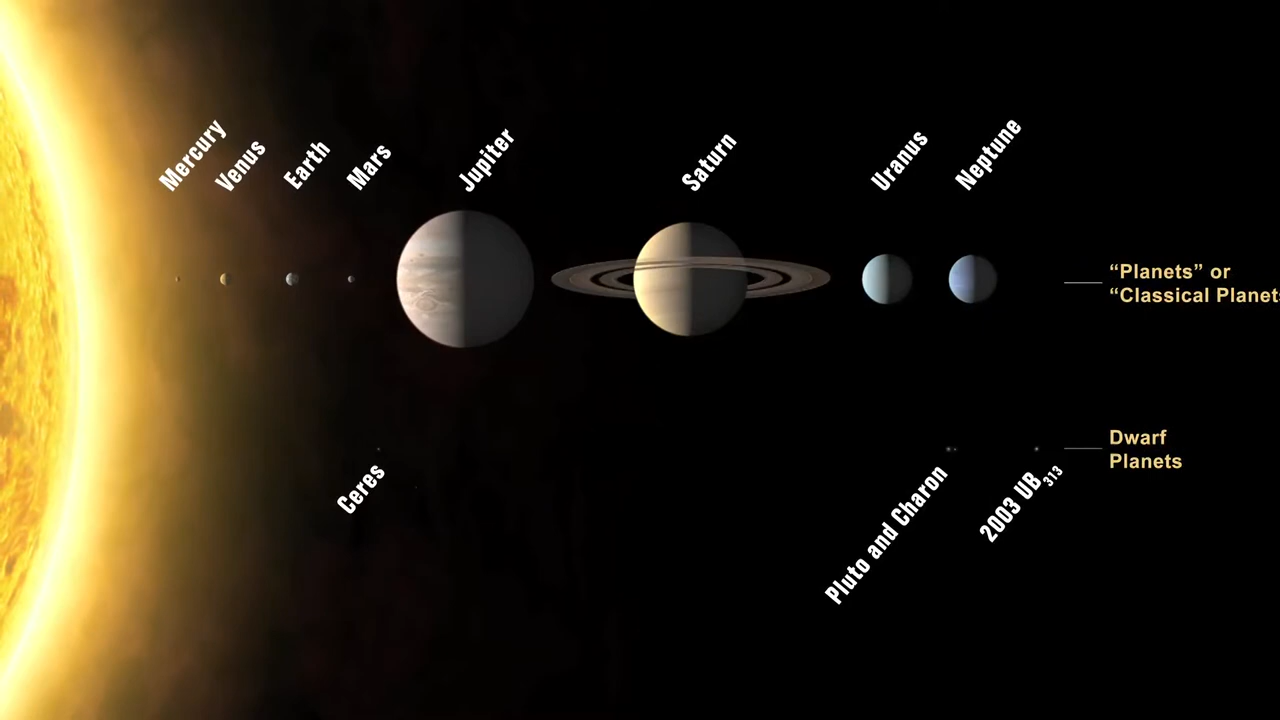 Mercury
Venus
Earth
Mars
Jupiter
Saturn
Uranus
Neptune
“Planets” or
“Classical Planets
Ceres
Pluto and Charon
2003 UB313
Dwarf
Planets